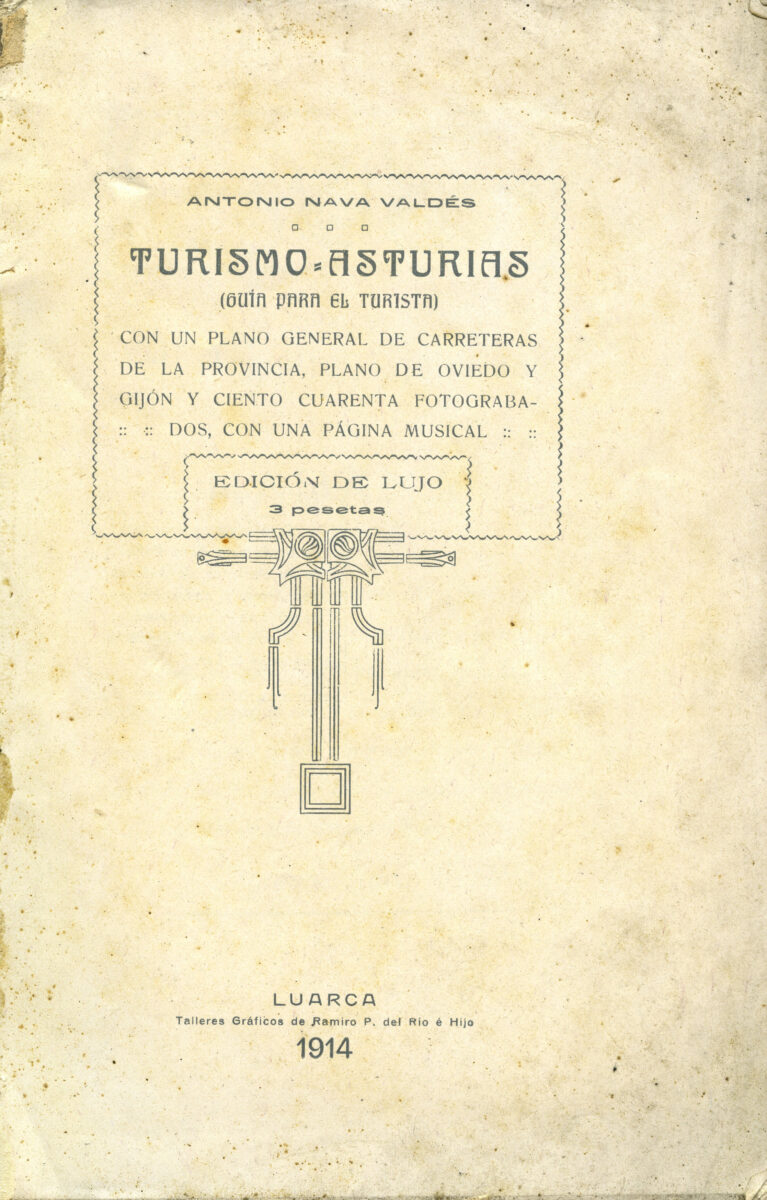 ANTONIO NAVA VALDÉS
TURISMO=ASTURIAS
(GUÍA PARA EL TURISTA)
CON UN PLANO GENERAL DE CARRETERAS
DE LA PROVINCIA, PLANO DE OVIEDO Y
GIJÓN Y CIENTO CUARENTA FOTOGRABA-
:: :: DOS, CON UNA PÁGINA MUSICAL :: ::
EDICIÓN DE LUJO
3 pesetas
LUARCA
Talleres Gráficos de Ramiro P. del Rio é Hijo
1914